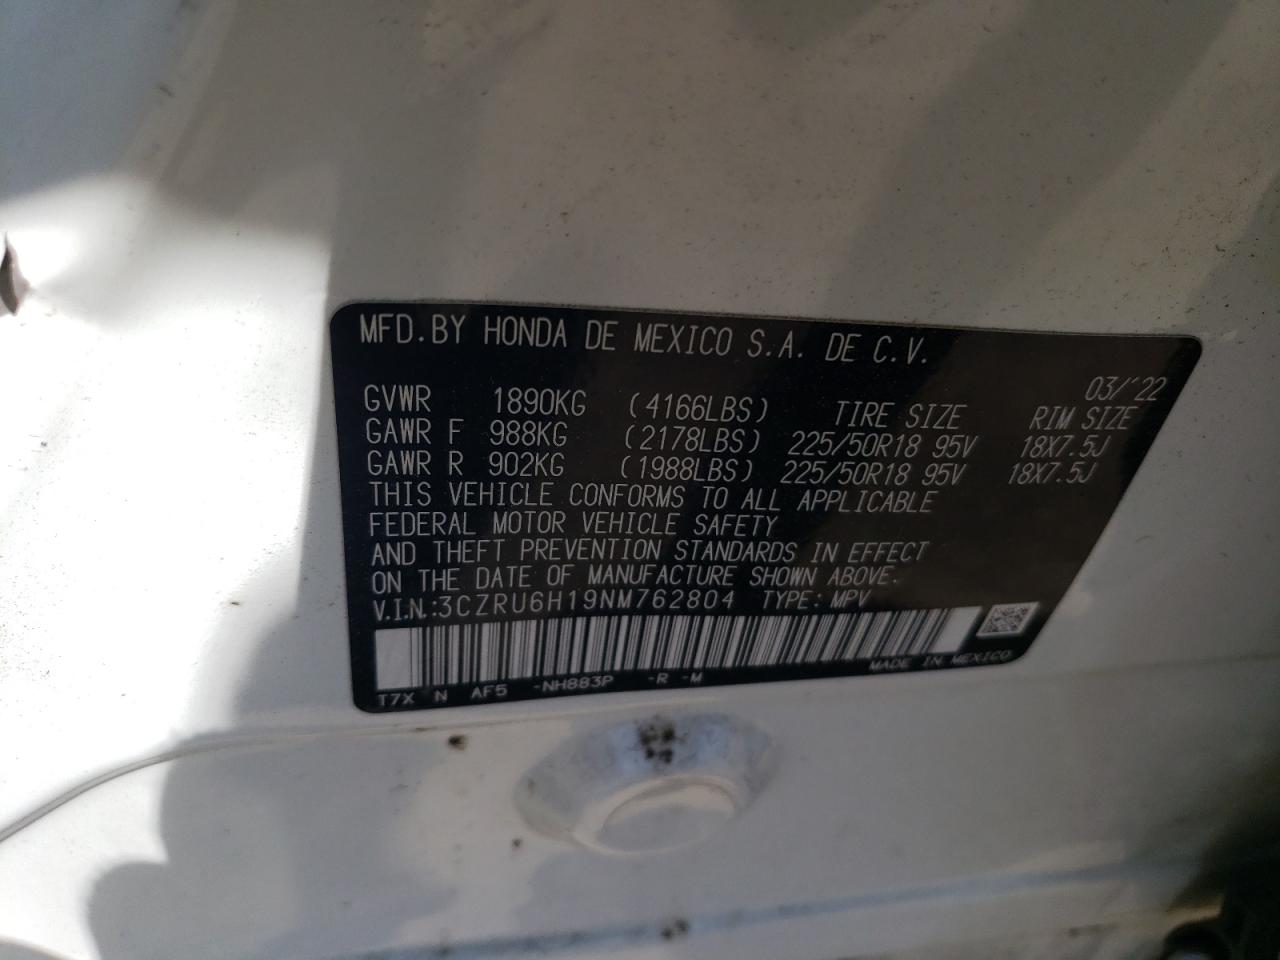 MFD.BY HONDA DE MEXICO S.A. DE C.V.
03/'22
GVWR 1890KG (4166LBS) TIRE SIZE RIM SIZE
GAWR F 988KG (2178LBS) 225/50R18 95V 18X7.5J
GAWR R 902KG (1988LBS) 225/50R18 95V 18X7.5J
THIS VEHICLE CONFORMS TO ALL APPLICABLE
FEDERAL MOTOR VEHICLE SAFETY
AND THEFT PREVENTION STANDARDS IN EFFECT
ON THE DATE OF MANUFACTURE SHOWN ABOVE.
V.I.N.:3CZRU6H19NM762804 TYPE: MPV
MADE IN MEXICO
T7X N AF5 -NH883P -R -M